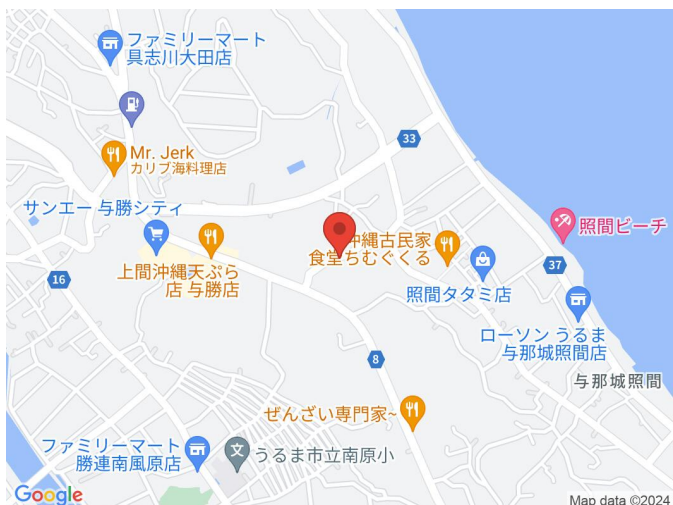 ファミリーマート
具志川大田店
33
Mr. Jerk
カリブ海料理店
サンエー 与勝シティ
沖縄古民家
食堂ちむぐくる
照間ビーチ
上間沖縄天ぷら
店 与勝店
16
照間タタミ店
37
ローソン うるま
与那城照間店
8
与那城照間
ぜんざい専門家~
ファミリーマート
勝連南風原店
文
うるま市立南原小
Google
Map data ©2024